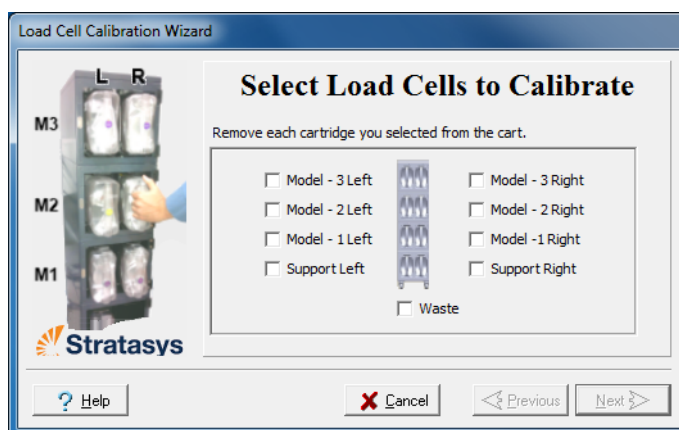 Load Cell Calibration Wizard
L R
M3
M2
M1
Stratasys
Select Load Cells to Calibrate
Remove each cartridge you selected from the cart.
Model - 3 Left
Model - 3 Right
Model - 2 Left
Model - 2 Right
Model - 1 Left
Model -1 Right
Support Left
Support Right
Waste
? Help
Cancel
Previous
Next